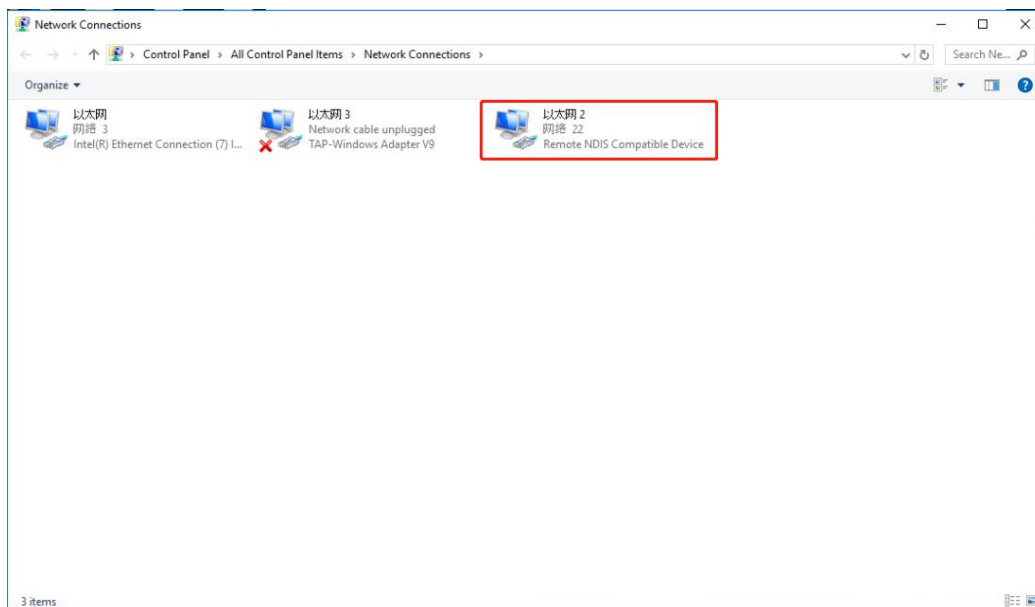 Network Connections
Control Panel › All Control Panel Items › Network Connections ›
Search Ne...
Organize
以太网
网络 3
Intel(R) Ethernet Connection (7) I...
以太网 3
Network cable unplugged
TAP-Windows Adapter V9
以太网 2
网络 22
Remote NDIS Compatible Device
3 items